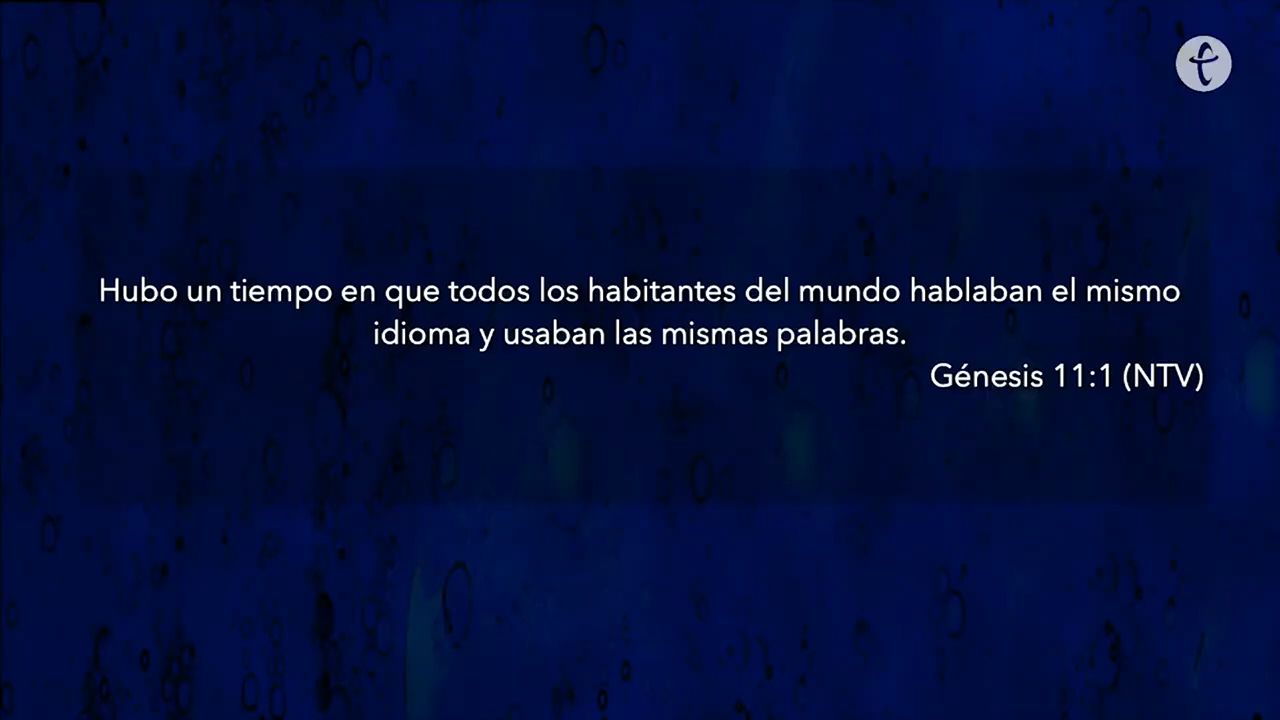 Hubo un tiempo en que todos los habitantes del mundo hablaban el mismo
idioma y usaban las mismas palabras.
Génesis 11:1 (NTV)